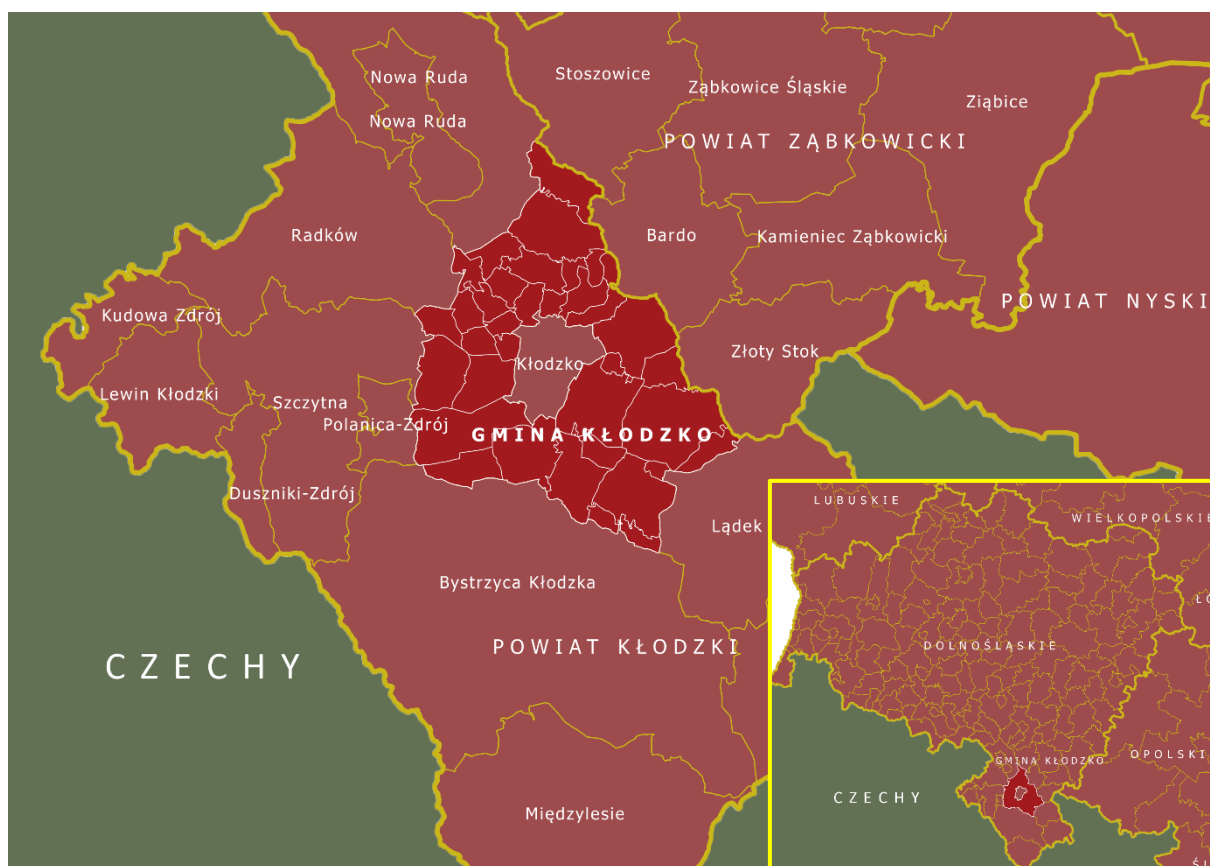 Nowa Ruda
Stoszowice
Ząbkowice Śląskie
Ziąbice
Nowa Ruda
POWIAT ZĄBKOWICKI
Radków
Bardo
Kamieniec Ząbkowicki
POWIAT NYSKI
Kudowa Zdrój
Kłodzko
Złoty Stok
Lewin Kłodzki
Szczytna
Polanica-Zdrój
GMINA KŁODZKO
Duszniki-Zdrój
Lądek
Bystrzyca Kłodzka
POWIAT KŁODZKI
CZECHY
Międzylesie
LUBUSKIE
WIELKOPOLSKIE
DOLNOŚLĄSKIE
OPOLSKI
GMINA KŁODZKO
CZECHY